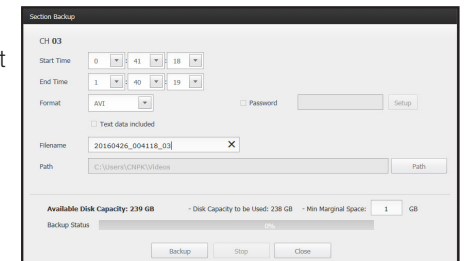 t
Section Backup
CH 03
Start Time 0 : 41 : 18
End Time 1 : 40 : 19
Format AVI Password Setup
Text data included
Filename 20160426_004118_03 X
Path C:\Users\CNPK\Videos Path
Available Disk Capacity: 239 GB - Disk Capacity to be Used: 238 GB - Min Marginal Space: 1 GB
Backup Status 0%
Backup Stop Close